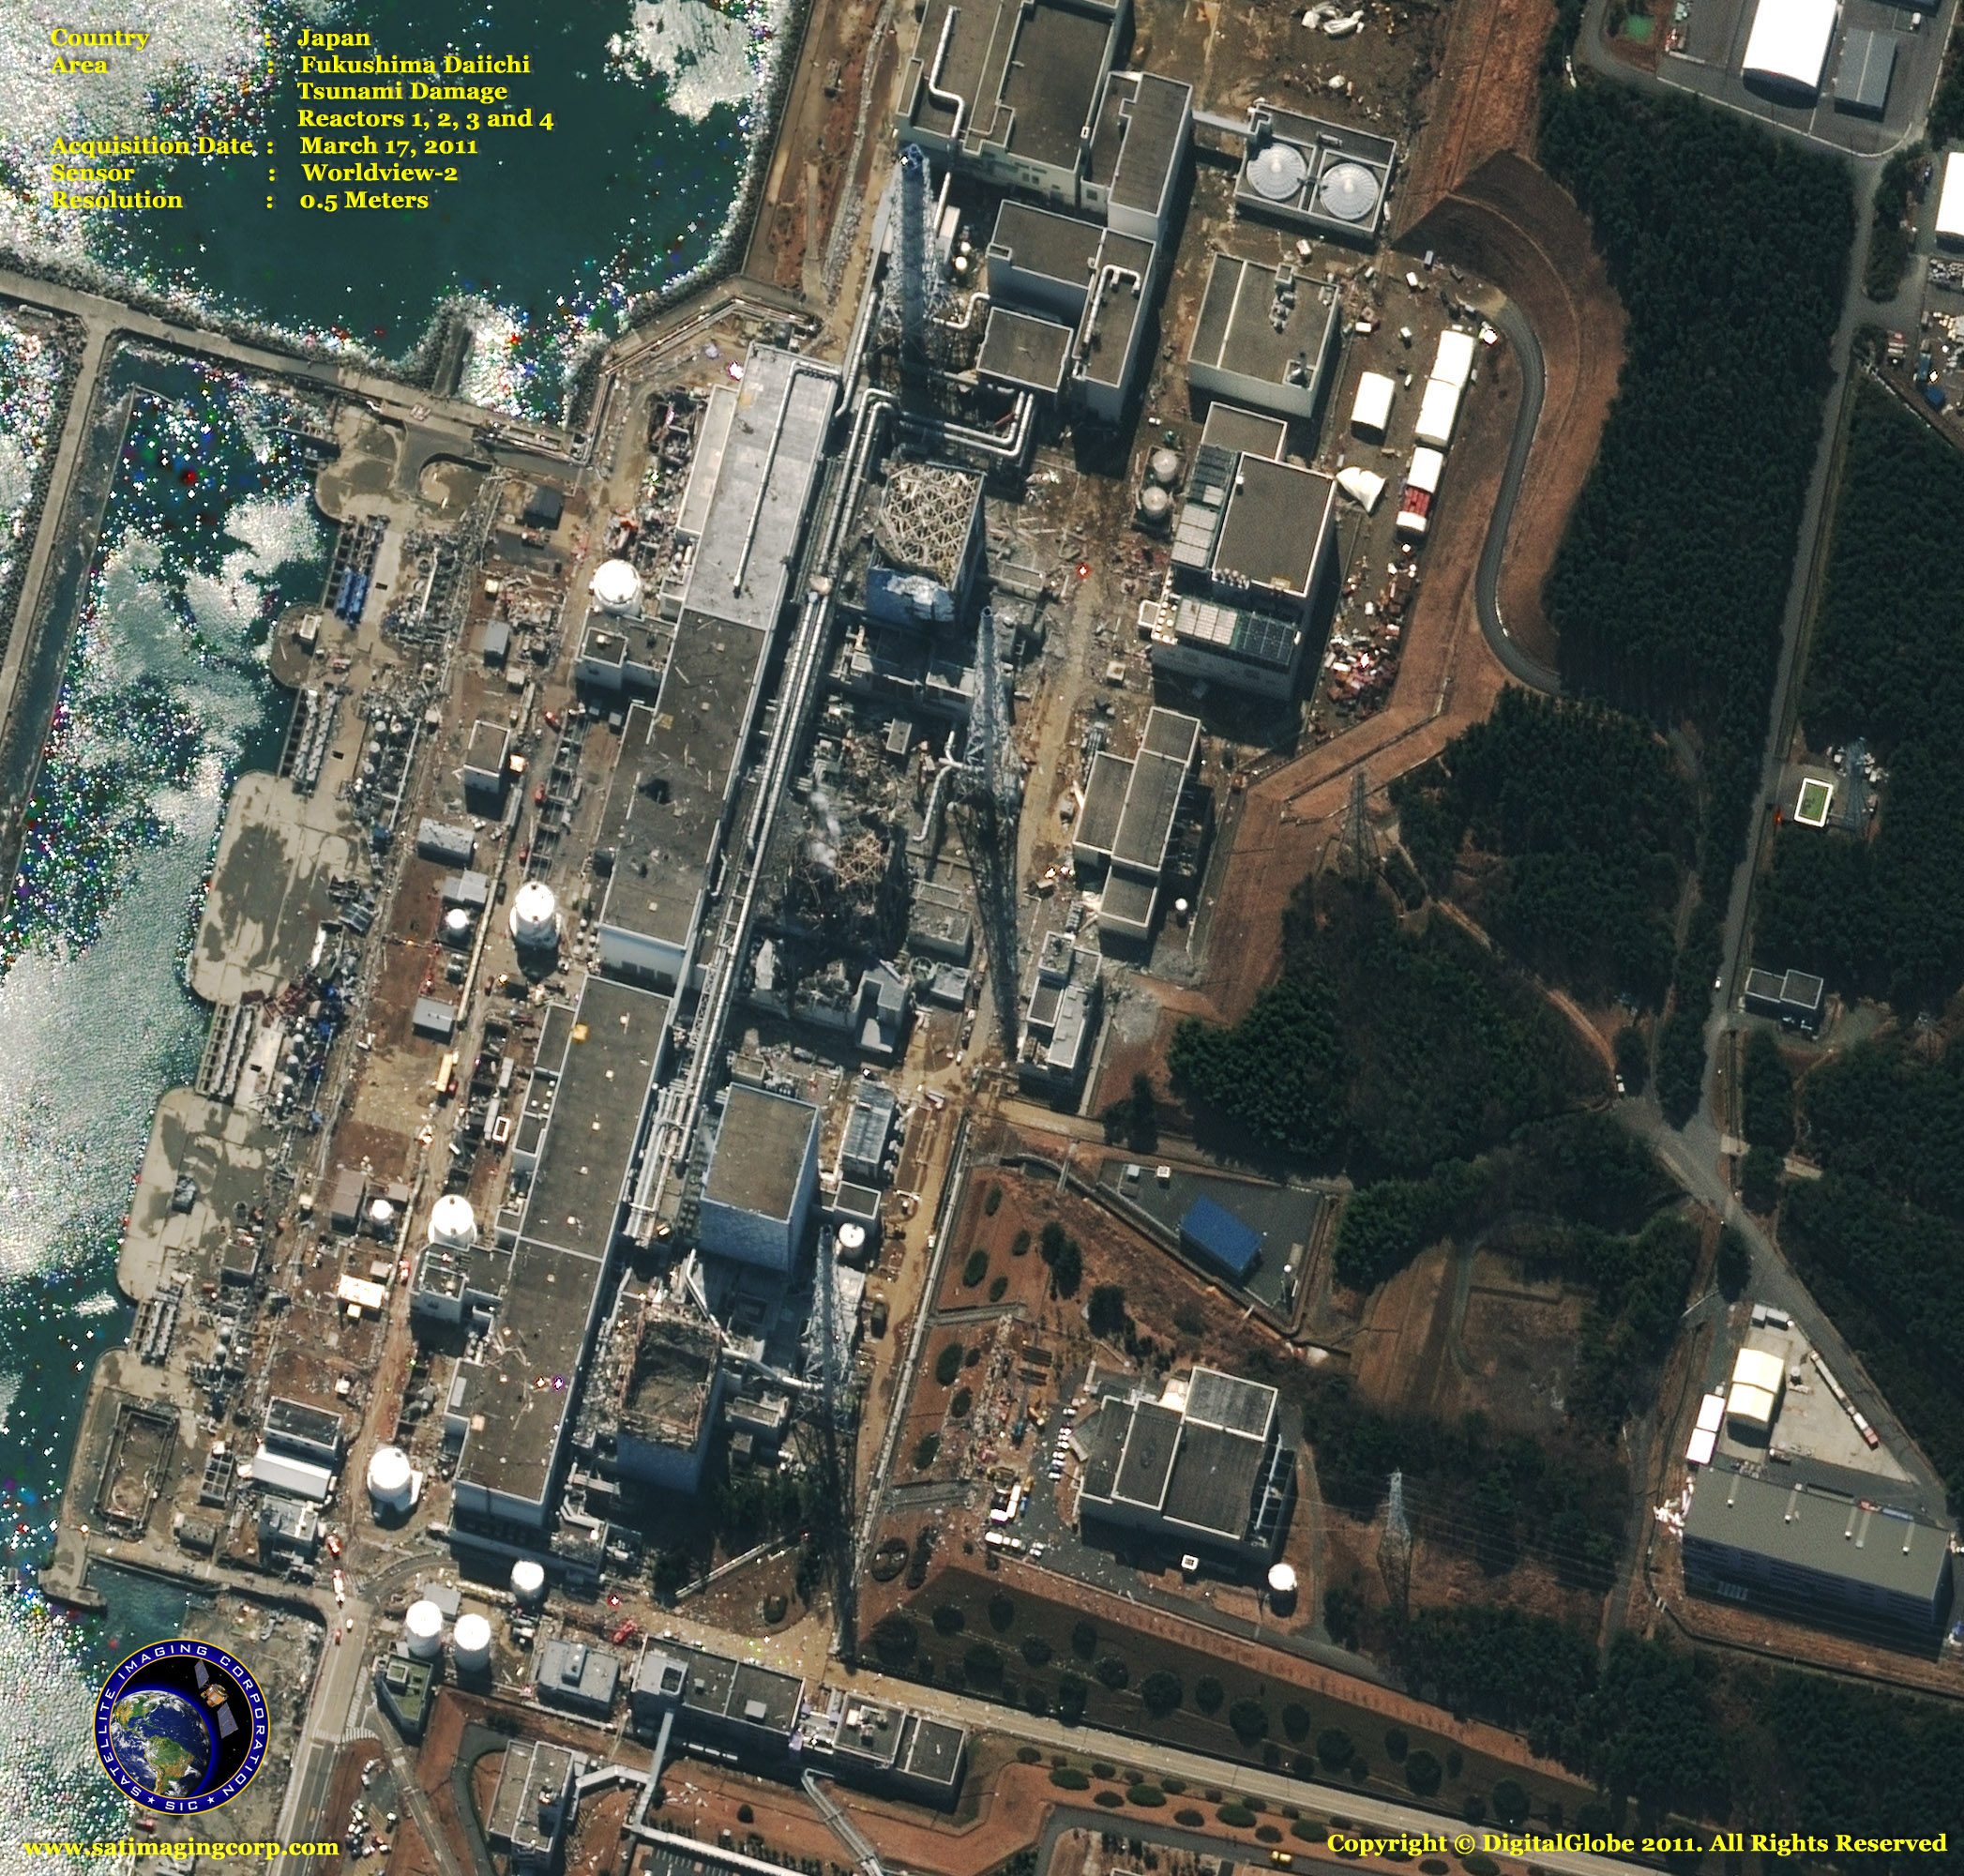 Country : Japan
Area : Fukushima Daiichi
Tsunami Damage
Reactors 1, 2, 3 and 4
Acquisition Date : March 17, 2011
Sensor : Worldview-2
Resolution : 0.5 Meters
SATELLITE IMAGING CORPORATION
★ SIC ★
www.satimagingcorp.com
Copyright © DigitalGlobe 2011. All Rights Reserved